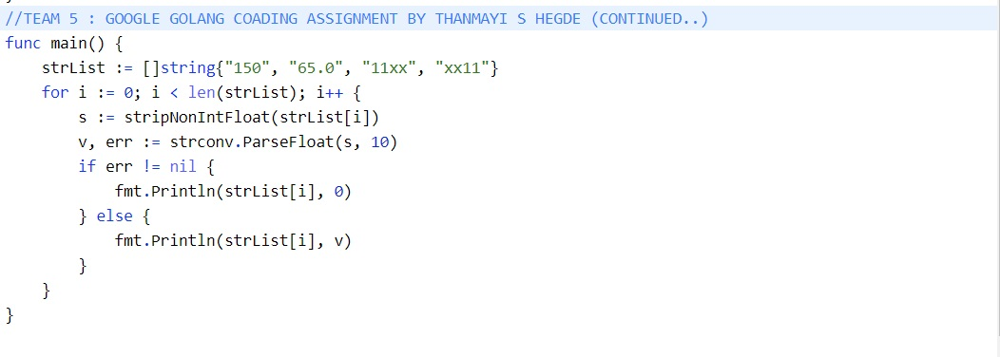 //TEAM 5 : GOOGLE GOLANG COADING ASSIGNMENT BY THANMAYI S HEGDE (CONTINUED..)
func main() {
    strList := []string{"150", "65.0", "11xx", "xx11"}
    for i := 0; i < len(strList); i++ {
        s := stripNonIntFloat(strList[i])
        v, err := strconv.ParseFloat(s, 10)
        if err != nil {
            fmt.Println(strList[i], 0)
        } else {
            fmt.Println(strList[i], v)
        }
    }
}